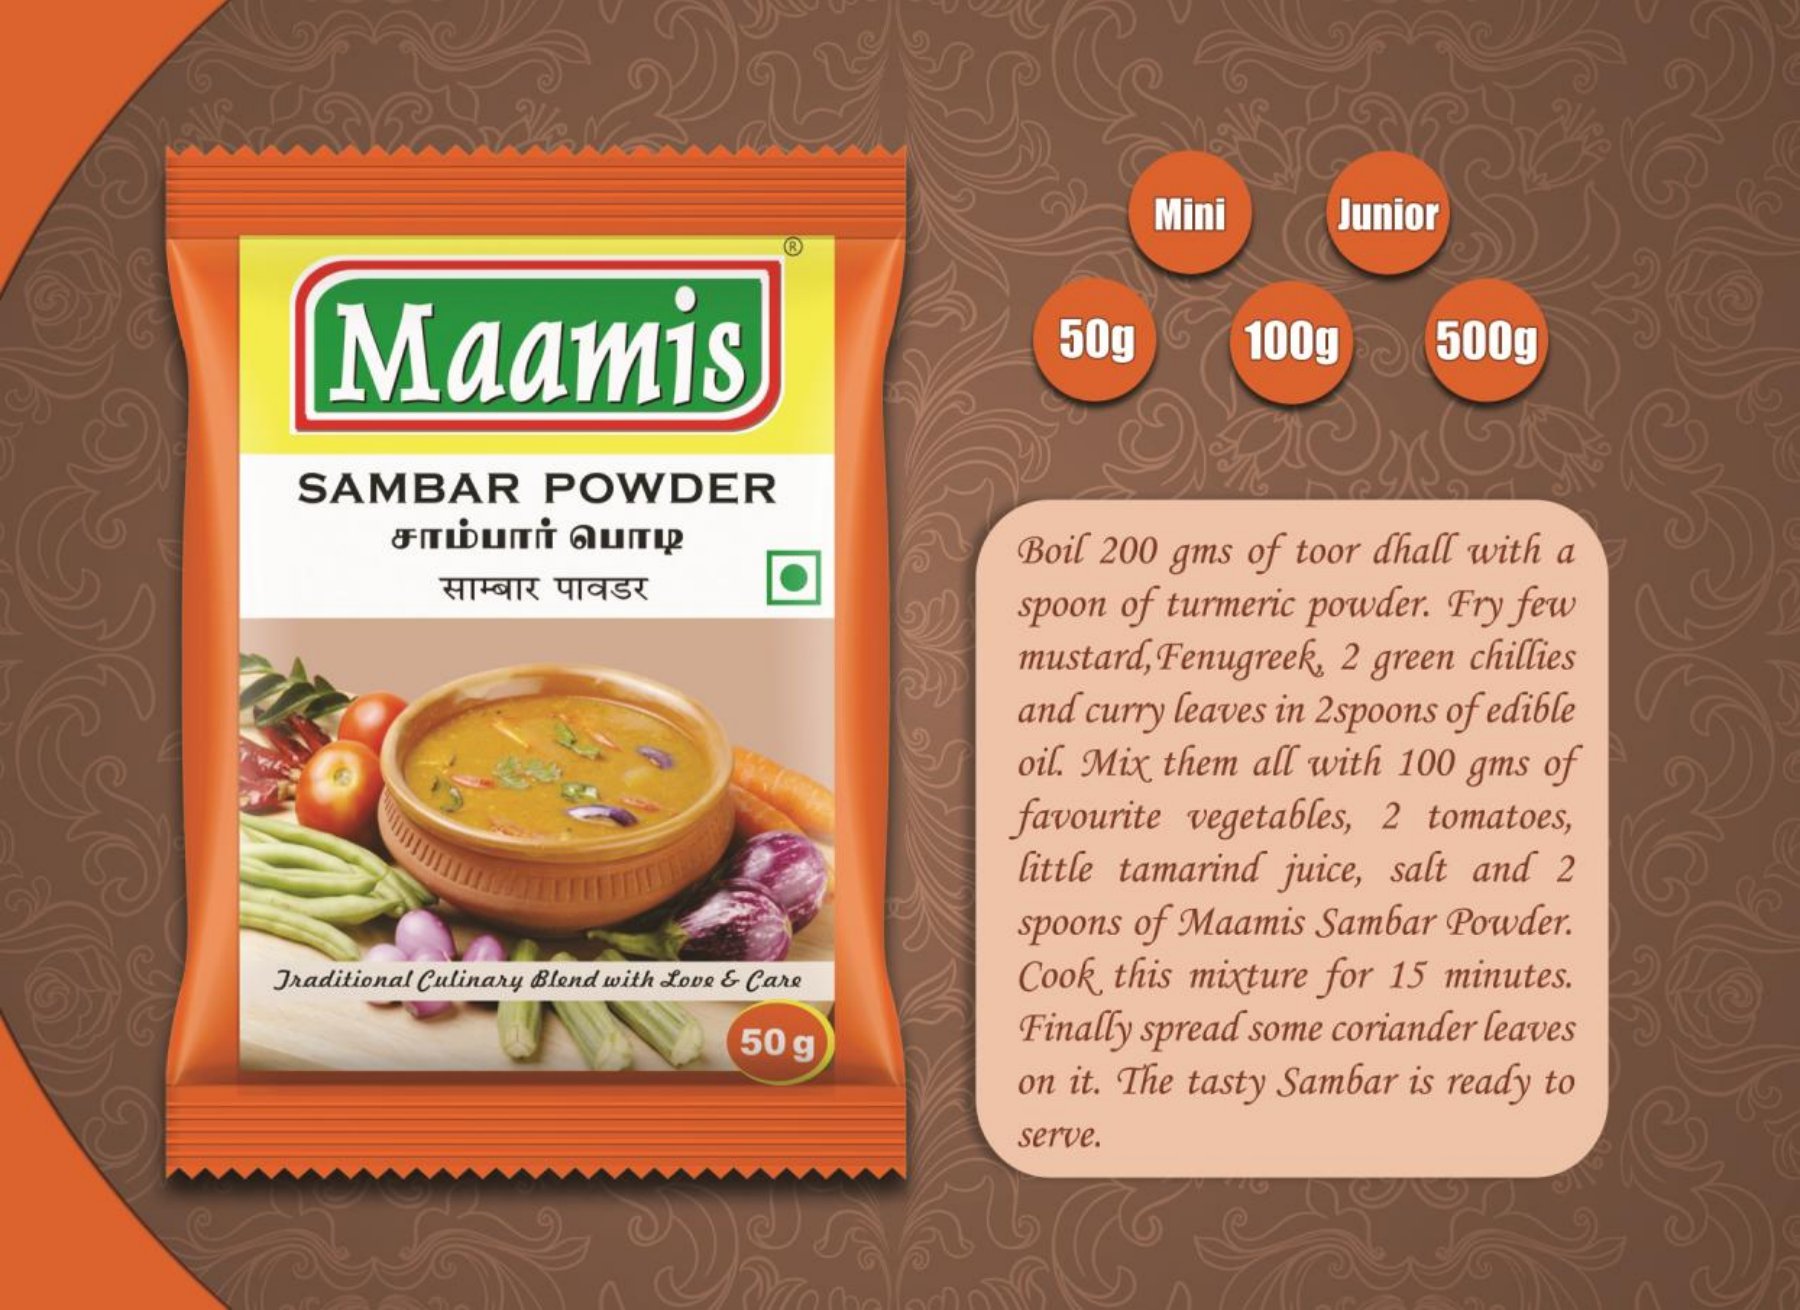 ®
Maamis
SAMBAR POWDER
சாம்பார் பொடி
साम्बार पावडर
Traditional Culinary Blend with Love & Care
50 g
Mini
Junior
50g
100g
500g
Boil 200 gms of toor dhall with a
spoon of turmeric powder. Fry few
mustard,Fenugreek, 2 green chillies
and curry leaves in 2spoons of edible
oil. Mix them all with 100 gms of
favourite vegetables, 2 tomatoes,
little tamarind juice, salt and 2
spoons of Maamis Sambar Powder.
Cook this mixture for 15 minutes.
Finally spread some coriander leaves
on it. The tasty Sambar is ready to
serve.